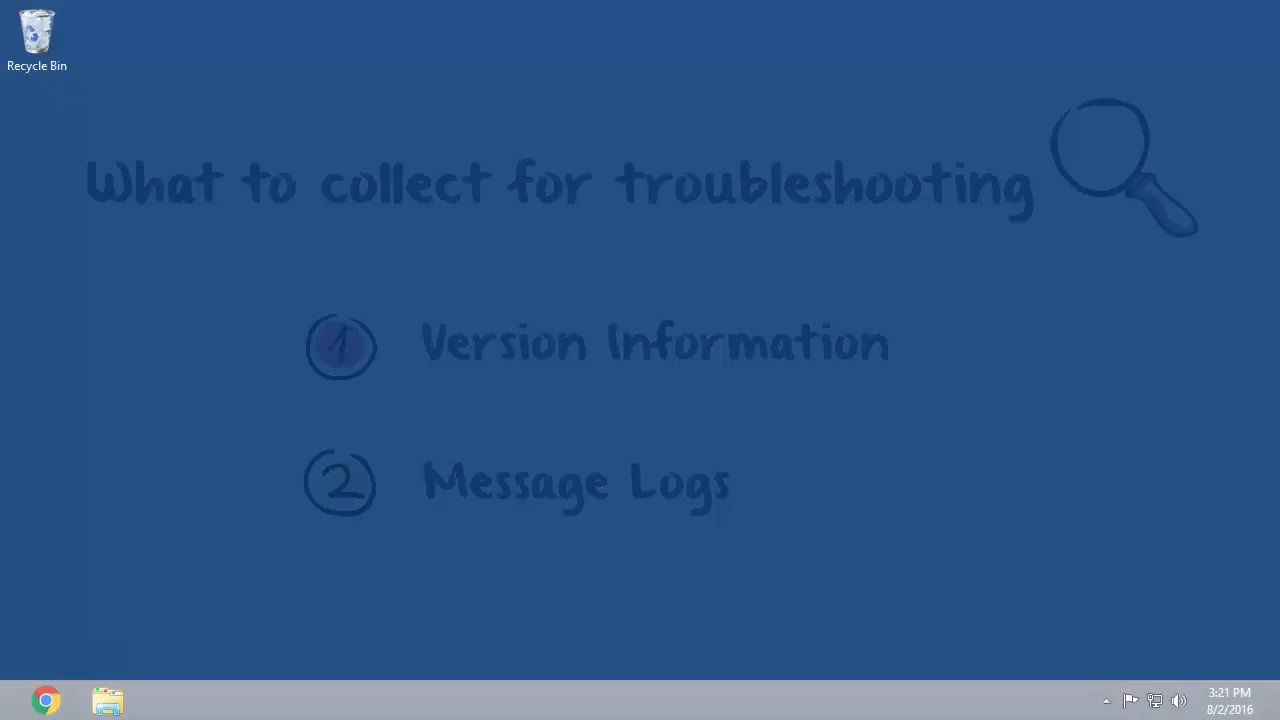 Recycle Bin
What to collect for troubleshooting
1 Version Information
2 Message Logs
3:21 PM
8/2/2016